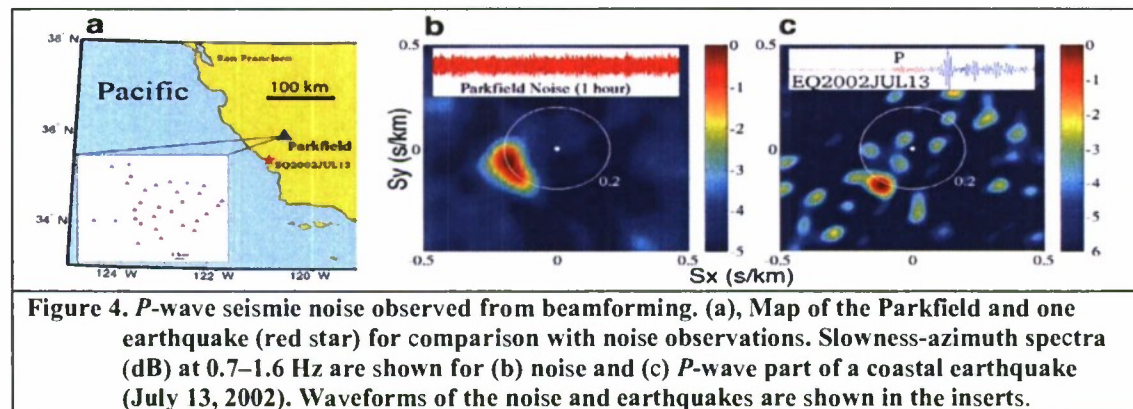 a
b
c
38° N
36° N
34° N
San Francisco
Pacific
100 km
Parkfield
EQ2002JUL13
124° W
122° W
120° W
0.5
0
-0.5
Parkfield Noise (1 hour)
0.2
-0.5
0
0.5
0
-1
-2
-3
-4
-5
Sy (s/km)
Sx (s/km)
0.5
0
-0.5
P
EQ2002JUL13
0.2
0
0.5
0
-1
-2
-3
-4
-5
6
Figure 4. P-wave seismic noise observed from beamforming. (a), Map of the Parkfield and one
earthquake (red star) for comparison with noise observations. Slowness-azimuth spectra
(dB) at 0.7–1.6 Hz are shown for (b) noise and (c) P-wave part of a coastal earthquake
(July 13, 2002). Waveforms of the noise and earthquakes are shown in the inserts.